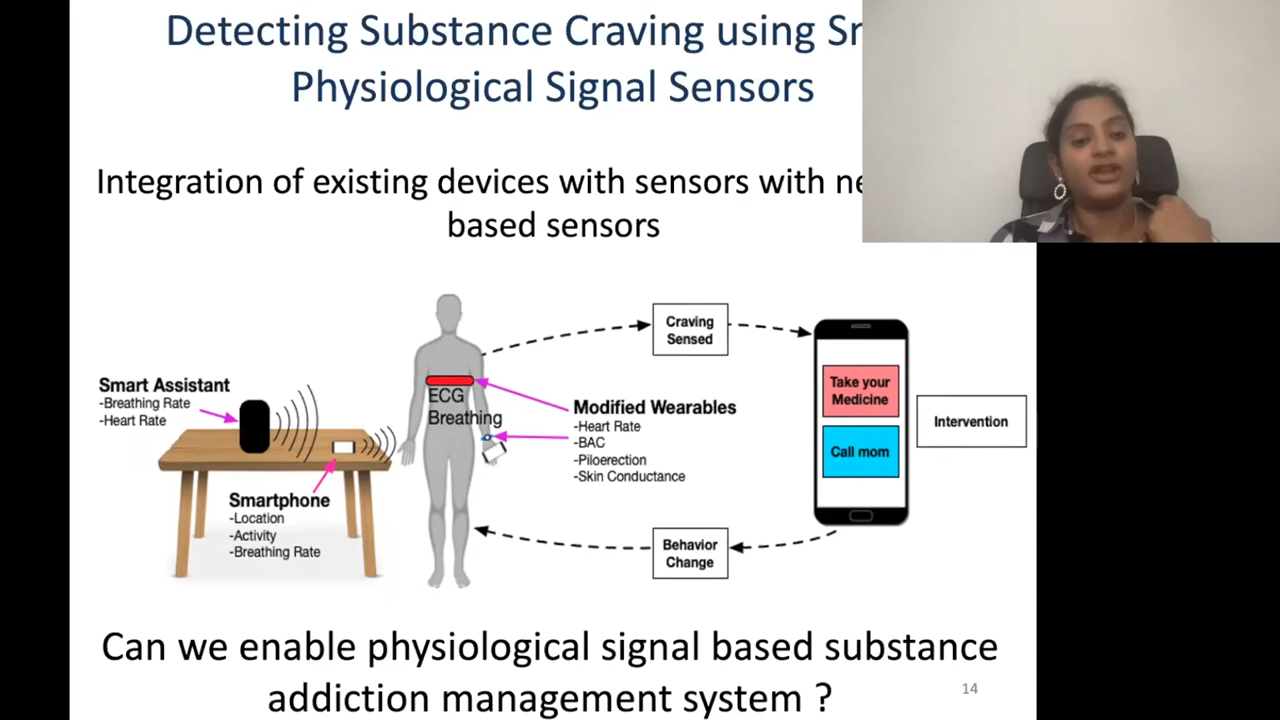 Detecting Substance Craving using
Physiological Signal Sensors
Integration of existing devices with sensors with
based sensors
Craving
Sensed
Smart Assistant
-Breathing Rate
-Heart Rate
ECG
Breathing
Modified Wearables
-Heart Rate
-BAC
-Piloerection
-Skin Conductance
Take your
Medicine
Call mom
Intervention
Smartphone
-Location
-Activity
-Breathing Rate
Behavior
Change
Can we enable physiological signal based substance
addiction management system ?
14